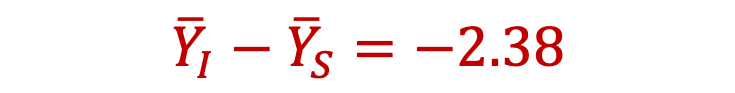 Ȳ_I − Ȳ_S = −2.38